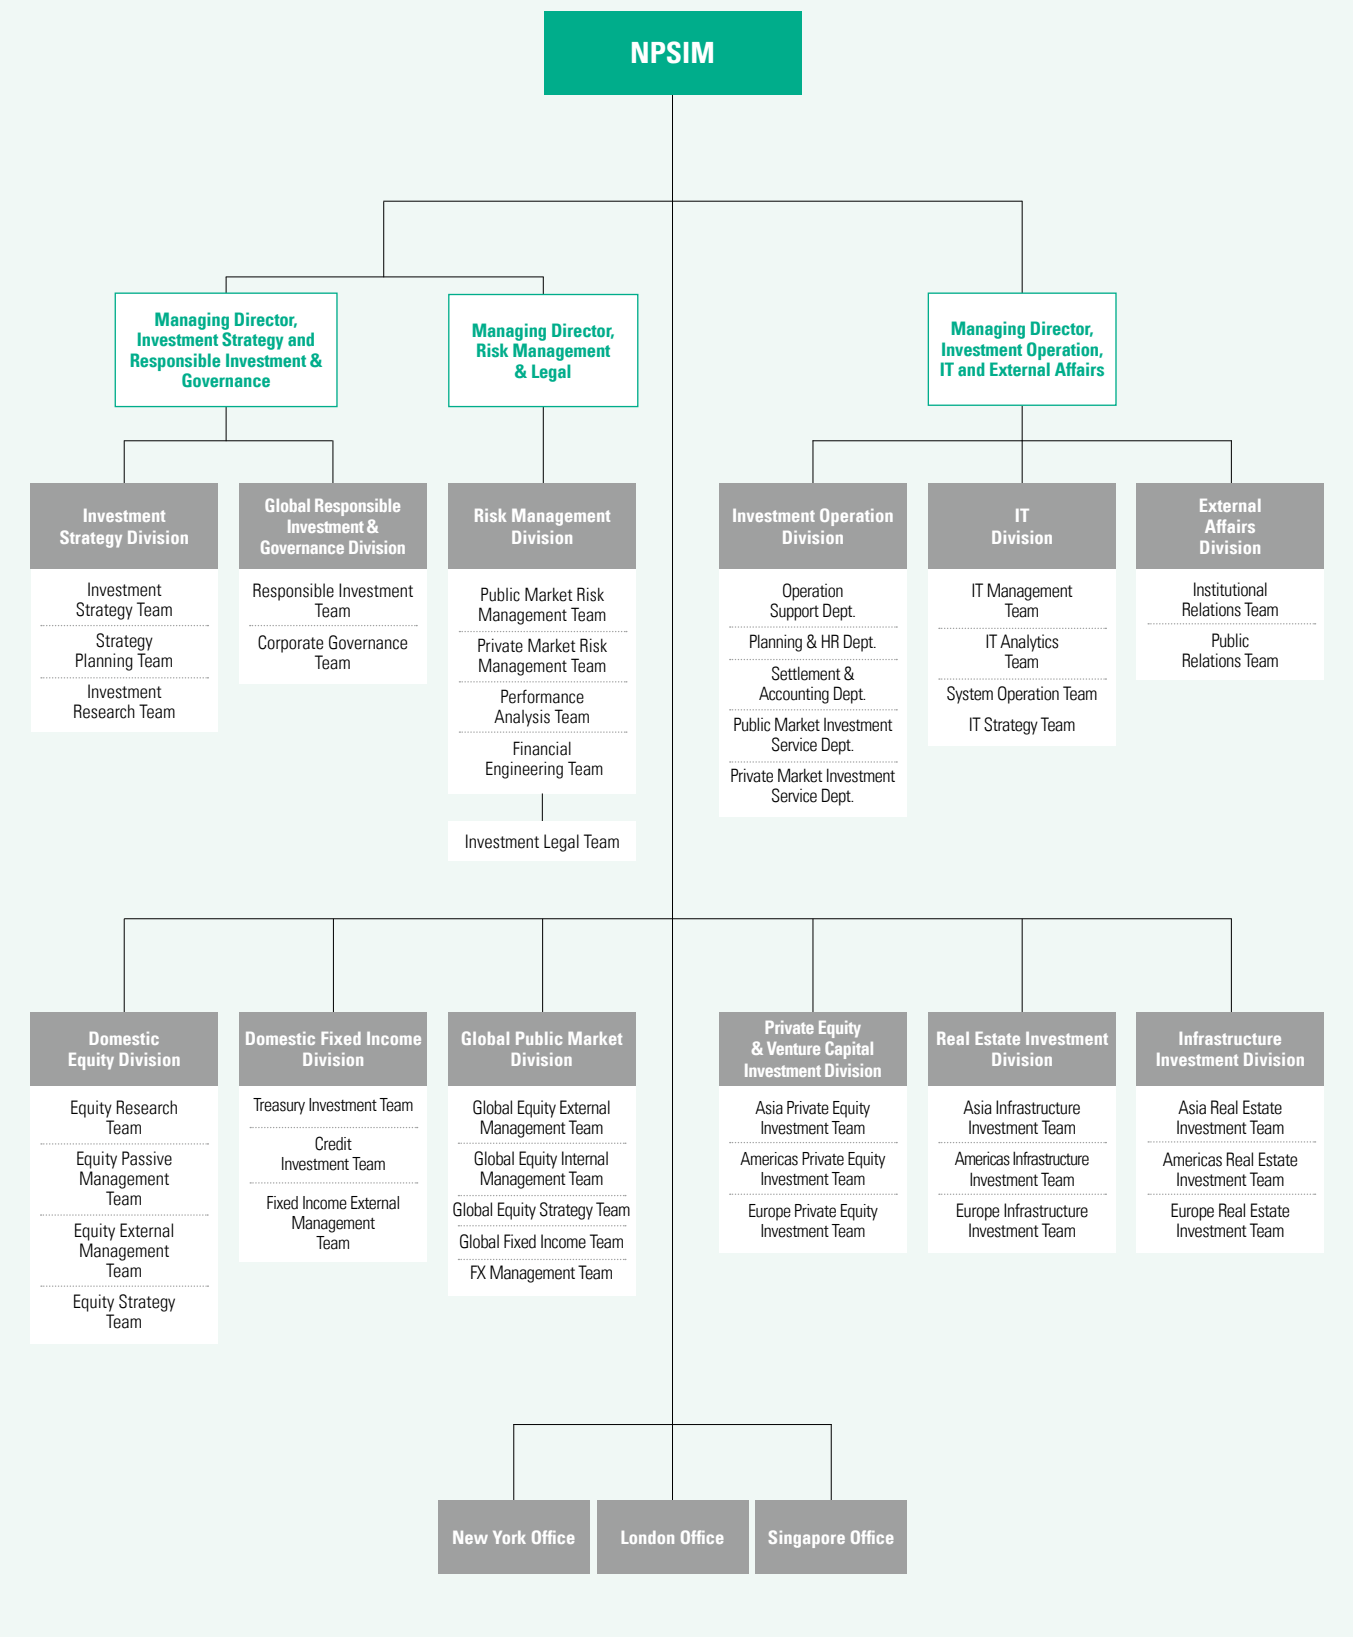 NPSIM
Managing Director,
Investment Strategy and
Responsible Investment &
Governance
Managing Director,
Risk Management
& Legal
Managing Director,
Investment Operation,
IT and External Affairs
Investment
Strategy Division
Investment
Strategy Team
Strategy
Planning Team
Investment
Research Team
Global Responsible
Investment &
Governance Division
Responsible Investment
Team
Corporate Governance
Team
Risk Management
Division
Public Market Risk
Management Team
Private Market Risk
Management Team
Performance
Analysis Team
Financial
Engineering Team
Investment Legal Team
Investment Operation
Division
Operation
Support Dept.
Planning & HR Dept.
Settlement &
Accounting Dept.
Public Market Investment
Service Dept.
Private Market Investment
Service Dept.
IT
Division
IT Management
Team
IT Analytics
Team
System Operation Team
IT Strategy Team
External
Affairs
Division
Institutional
Relations Team
Public
Relations Team
Domestic
Equity Division
Equity Research
Team
Equity Passive
Management
Team
Equity External
Management
Team
Equity Strategy
Team
Domestic Fixed Income
Division
Treasury Investment Team
Credit
Investment Team
Fixed Income External
Management
Team
Global Public Market
Division
Global Equity External
Management Team
Global Equity Internal
Management Team
Global Equity Strategy Team
Global Fixed Income Team
FX Management Team
Private Equity
& Venture Capital
Investment Division
Asia Private Equity
Investment Team
Americas Private Equity
Investment Team
Europe Private Equity
Investment Team
Real Estate Investment
Division
Asia Infrastructure
Investment Team
Americas Infrastructure
Investment Team
Europe Infrastructure
Investment Team
Infrastructure
Investment Division
Asia Real Estate
Investment Team
Americas Real Estate
Investment Team
Europe Real Estate
Investment Team
New York Office
London Office
Singapore Office